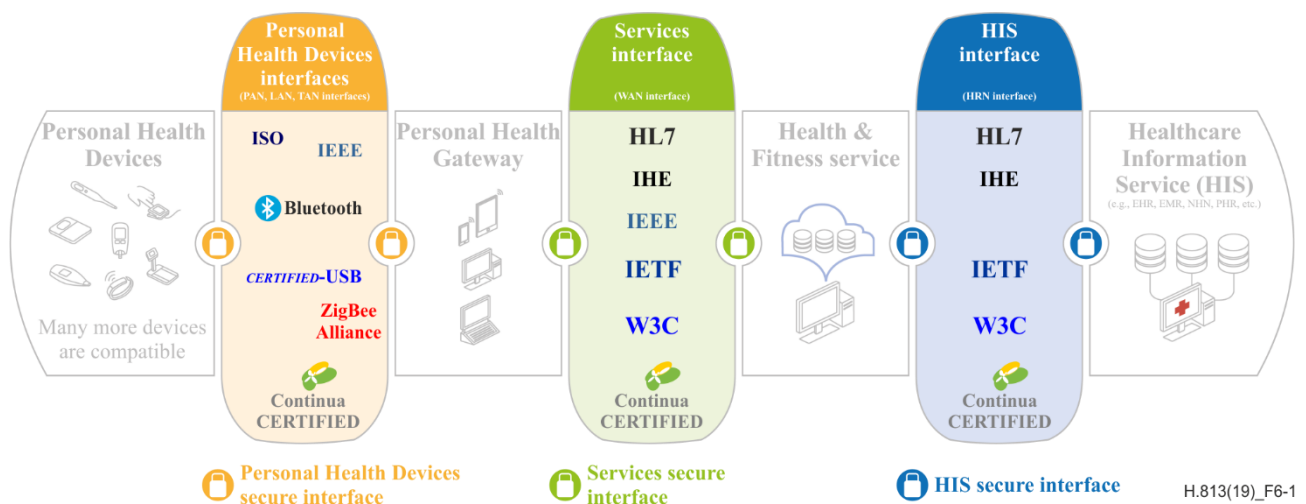 Personal
Health Devices
interfaces
(PAN, LAN, TAN interfaces)
Services
interface
(WAN interface)
HIS
interface
(HRN interface)
Personal Health
Devices
Many more devices
are compatible
ISO
IEEE
Bluetooth
CERTIFIED-USB
ZigBee
Alliance
Continua
CERTIFIED
Personal Health
Gateway
HL7
IHE
IEEE
IETF
W3C
Continua
CERTIFIED
Health &
Fitness service
HL7
IHE
IETF
W3C
Continua
CERTIFIED
Healthcare
Information
Service (HIS)
(e.g., EHR, EMR, NHN, PHR, etc.)
Personal Health Devices
secure interface
Services secure
interface
HIS secure interface
H.813(19)_F6-1